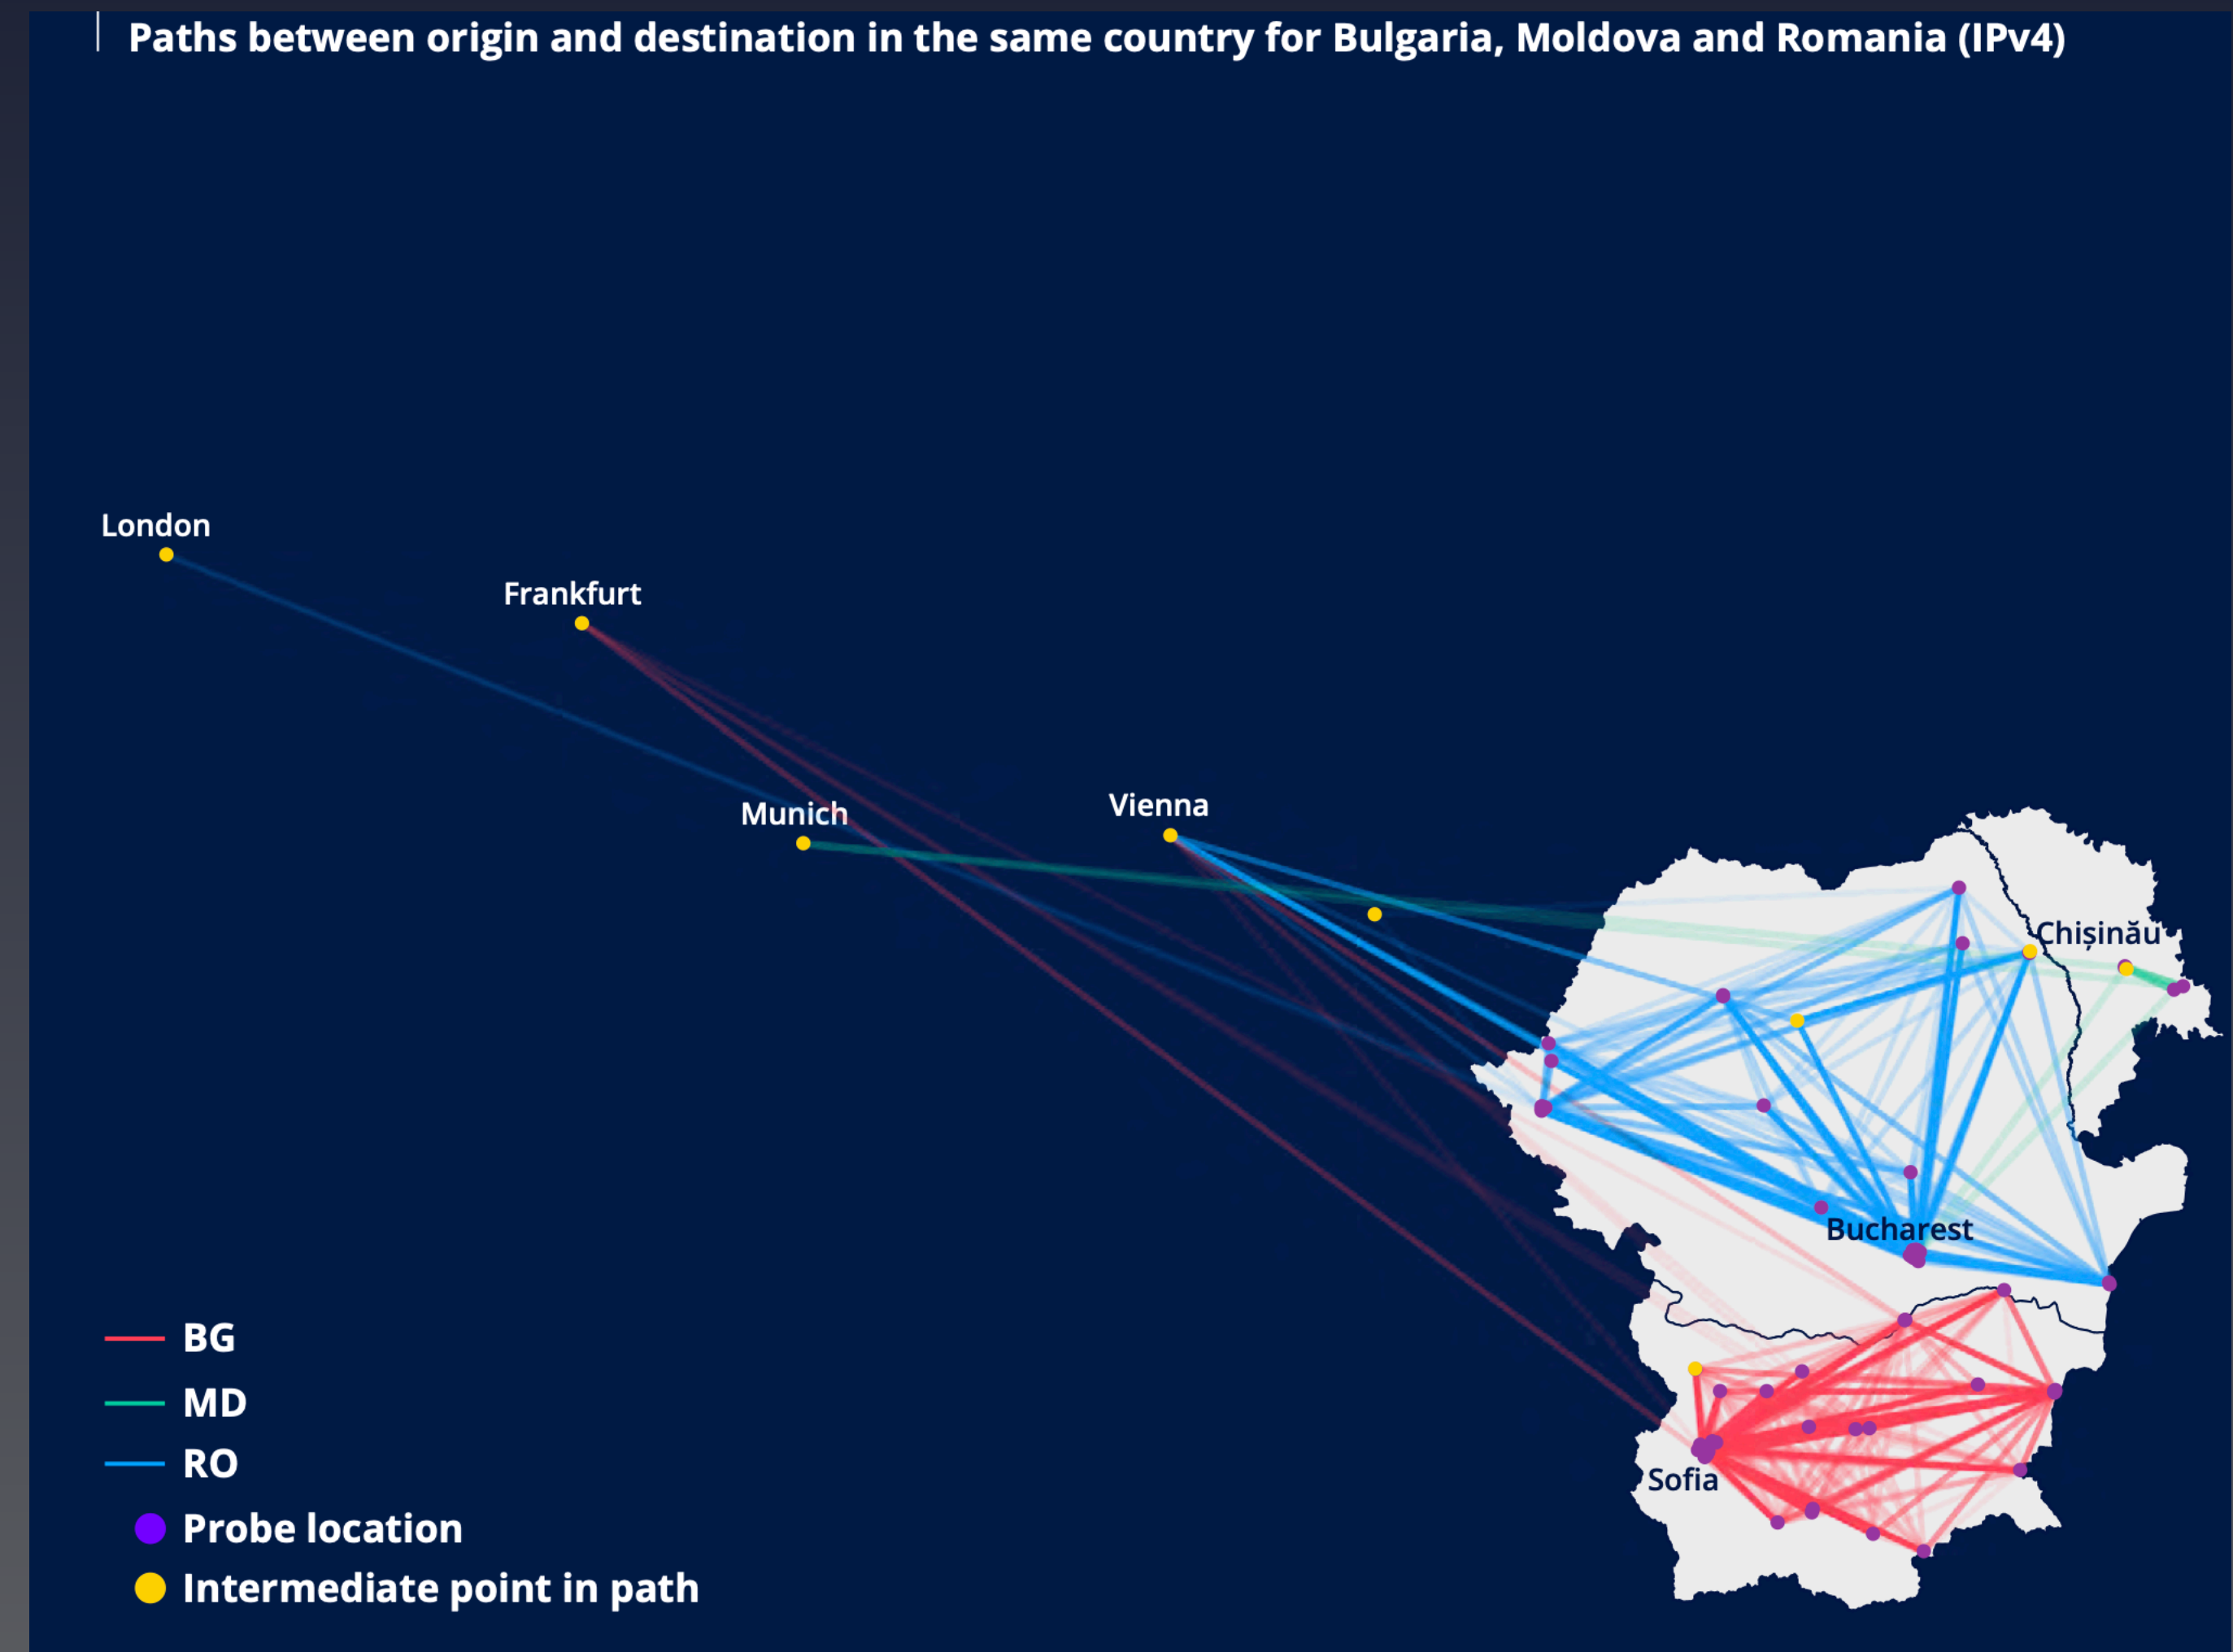 Paths between origin and destination in the same country for Bulgaria, Moldova and Romania (IPv4)
London
Frankfurt
Munich
Vienna
Chișinău
Bucharest
Sofia
BG
MD
RO
Probe location
Intermediate point in path